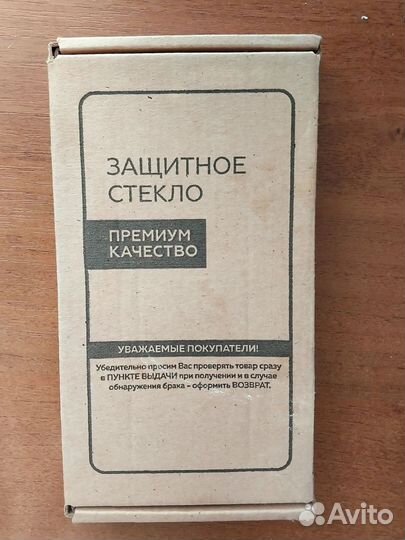 ЗАЩИТНОЕ
СТЕКЛО
ПРЕМИУМ
КАЧЕСТВО
УВАЖАЕМЫЕ ПОКУПАТЕЛИ!
Убедительно просим Вас проверять товар сразу
в ПУНКТЕ ВЫДАЧИ при получении и в случае
обнаружения брака - оформить ВОЗВРАТ.
Avito